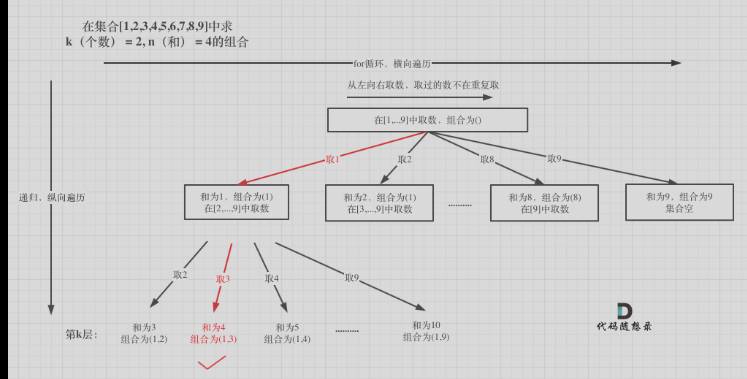 在集合[1,2,3,4,5,6,7,8,9]中求
k（个数）= 2, n（和）= 4的组合
for循环，横向遍历
从左向右取数，取过的数不在重复取
在[1,...9]中取数，组合为()
取1
取2
取8
取9
递归，纵向遍历
和为1，组合为(1)
在[2,...,9]中取数
和为2，组合为(1)
在[3,...,9]中取数
..........
和为8，组合为(8)
在[9]中取数
和为9，组合为9
集合空
取2
取3
取4
取9
第k层：
和为3
组合为(1,2)
和为4
组合为(1,3)
和为5
组合为(1,4)
..........
和为10
组合为(1,9)
代码随想录